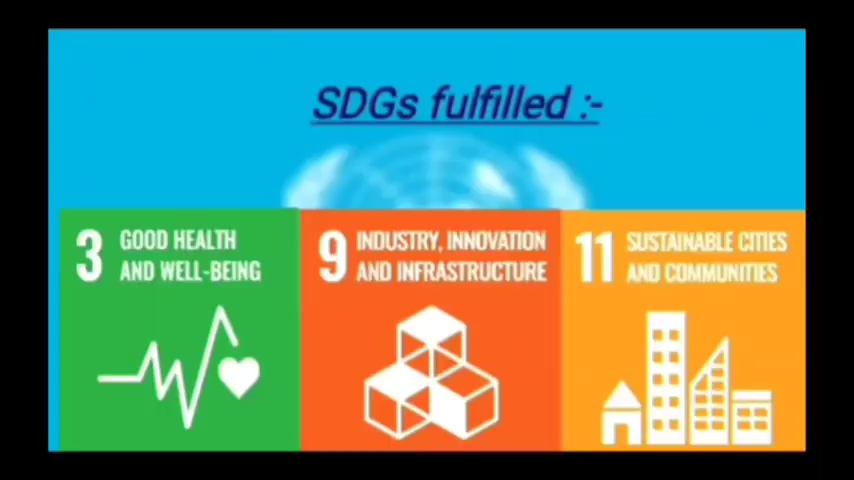 SDGs fulfilled :-
3 GOOD HEALTH
AND WELL-BEING
9 INDUSTRY, INNOVATION
AND INFRASTRUCTURE
11 SUSTAINABLE CITIES
AND COMMUNITIES